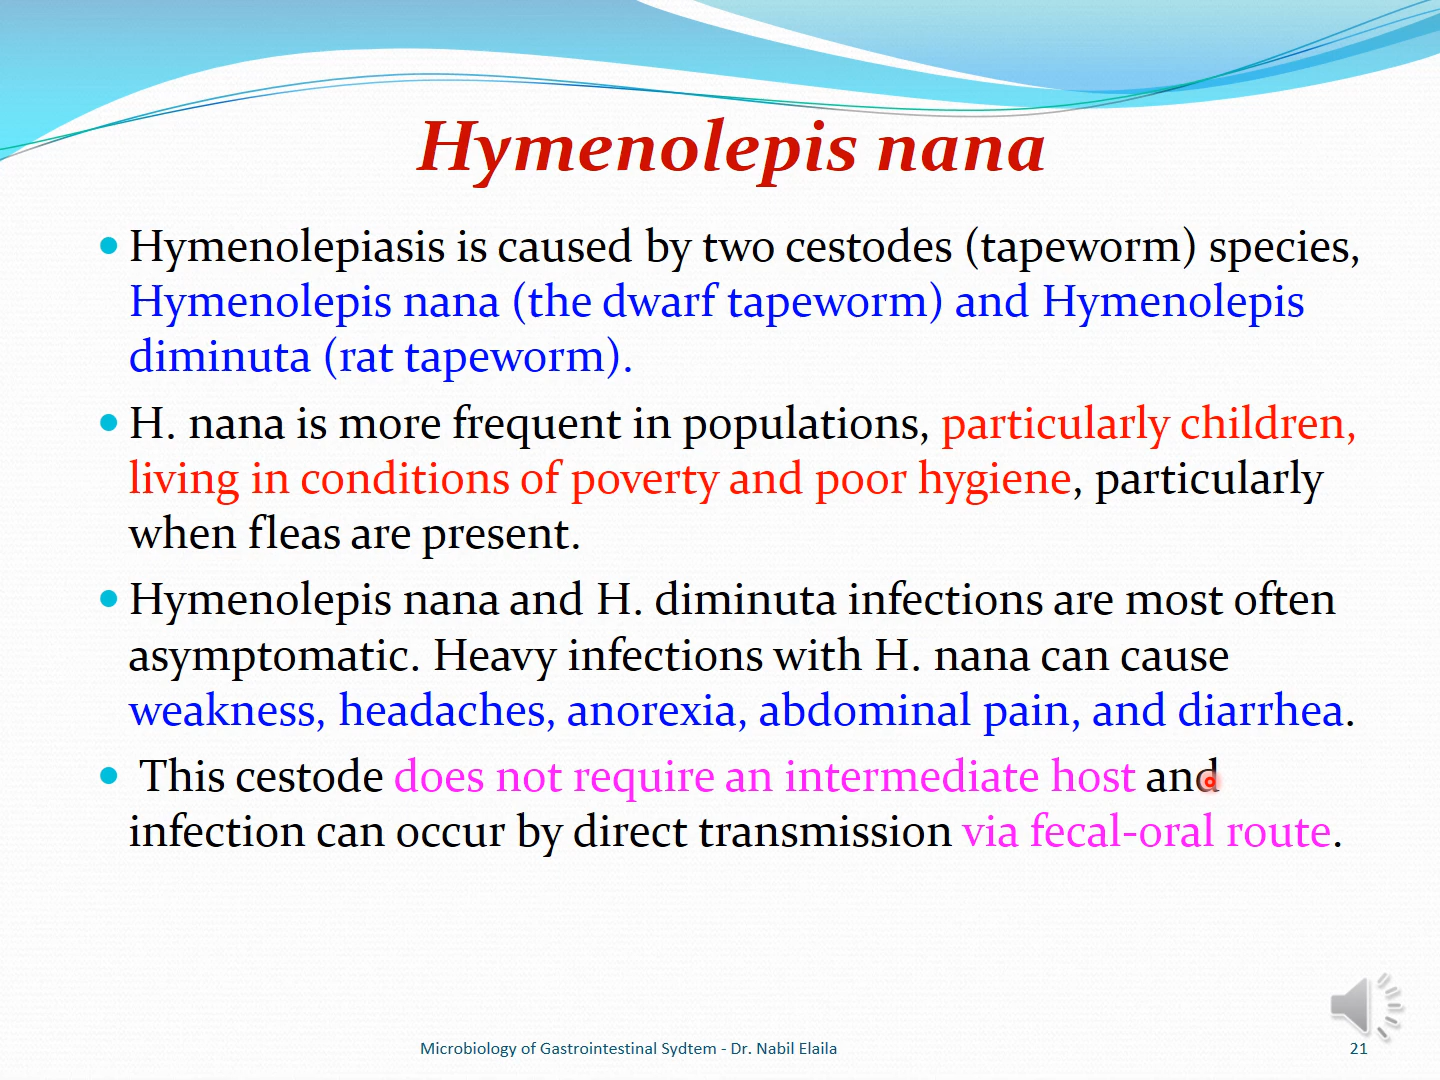 Hymenolepis nana
Hymenolepiasis is caused by two cestodes (tapeworm) species,
Hymenolepis nana (the dwarf tapeworm) and Hymenolepis
diminuta (rat tapeworm).
H. nana is more frequent in populations, particularly children,
living in conditions of poverty and poor hygiene, particularly
when fleas are present.
Hymenolepis nana and H. diminuta infections are most often
asymptomatic. Heavy infections with H. nana can cause
weakness, headaches, anorexia, abdominal pain, and diarrhea.
This cestode does not require an intermediate host and
infection can occur by direct transmission via fecal-oral route.
Microbiology of Gastrointestinal Sydtem - Dr. Nabil Elaila
21